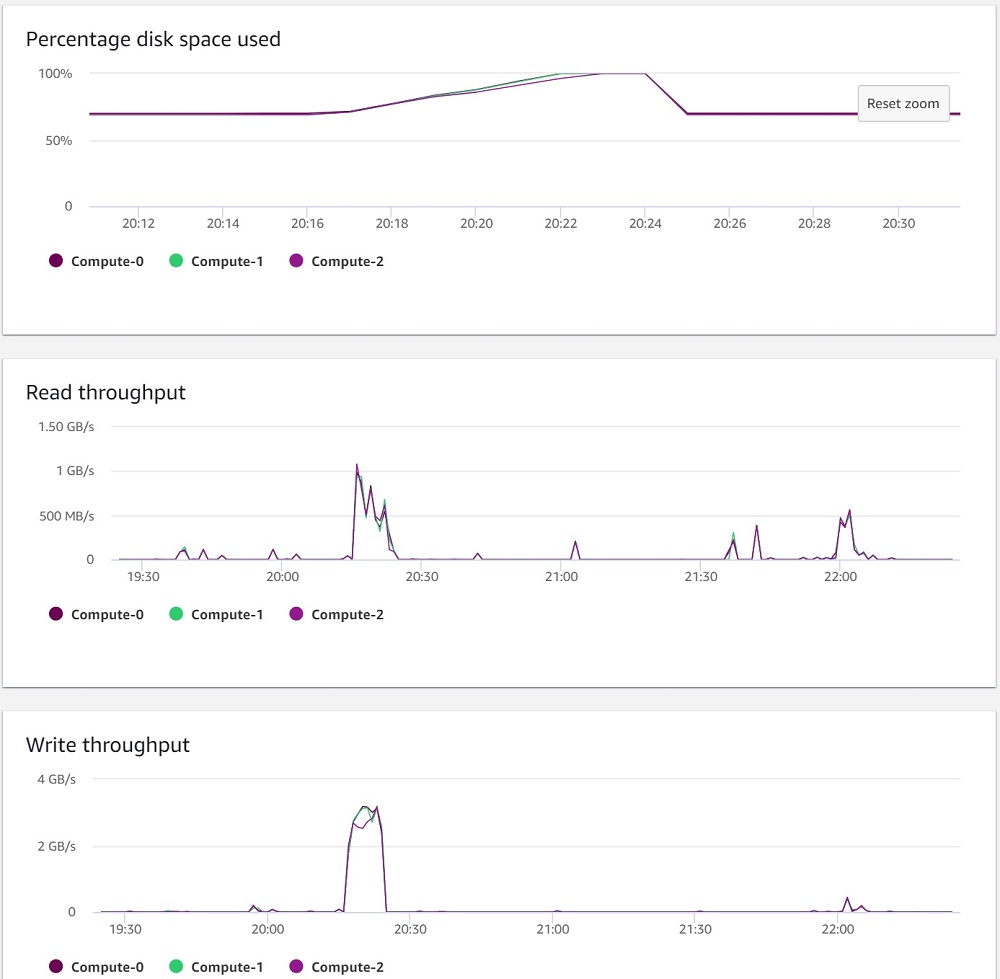 Percentage disk space used
100%
Reset zoom
50%
0
20:12 20:14 20:16 20:18 20:20 20:22 20:24 20:26 20:28 20:30
Compute-0 Compute-1 Compute-2
Read throughput
1.50 GB/s
1 GB/s
500 MB/s
0
19:30 20:00 20:30 21:00 21:30 22:00
Compute-0 Compute-1 Compute-2
Write throughput
4 GB/s
2 GB/s
0
19:30 20:00 20:30 21:00 21:30 22:00
Compute-0 Compute-1 Compute-2